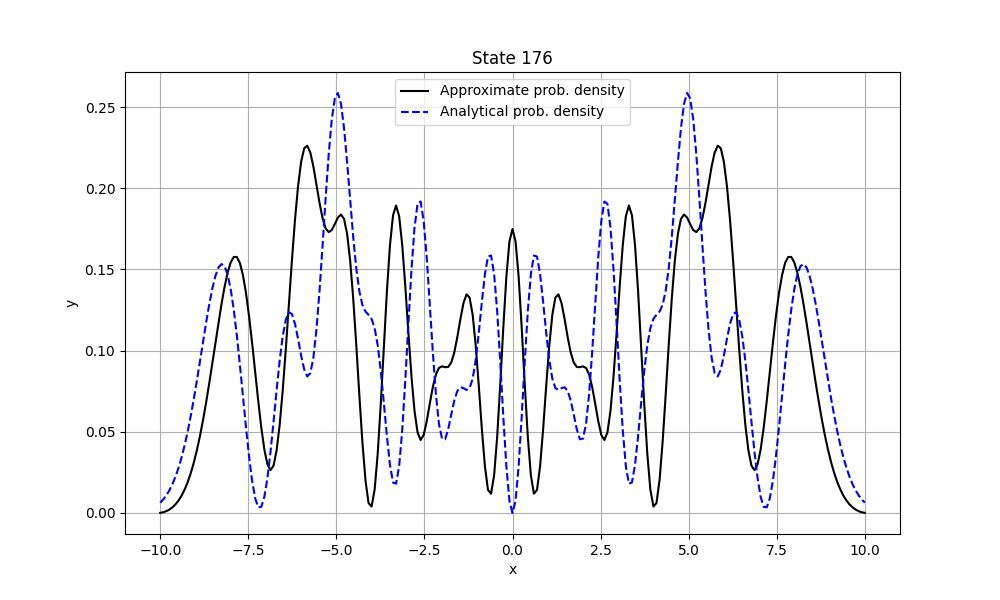 State 176
Approximate prob. density
Analytical prob. density
y
0.25
0.20
0.15
0.10
0.05
0.00
−10.0 −7.5 −5.0 −2.5 0.0 2.5 5.0 7.5 10.0
x